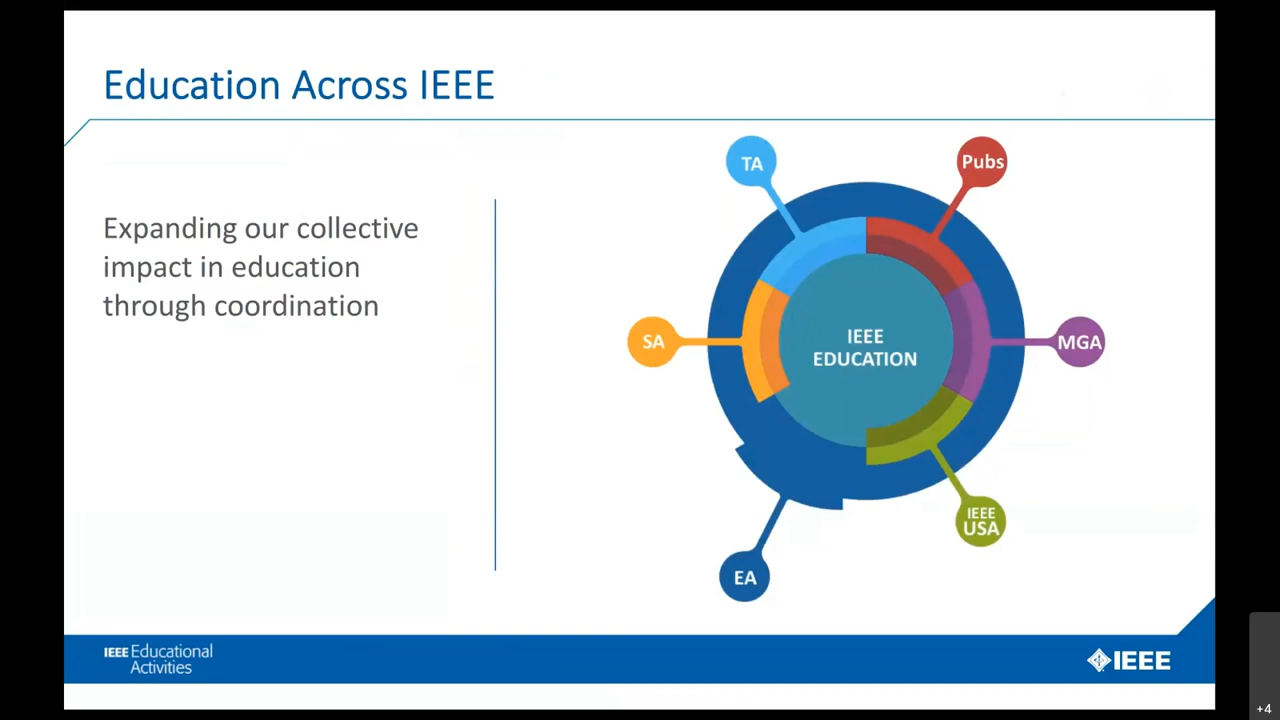 Education Across IEEE
Expanding our collective
impact in education
through coordination
TA
Pubs
SA
IEEE
EDUCATION
MGA
IEEE
USA
EA
IEEE Educational
Activities
IEEE
+4